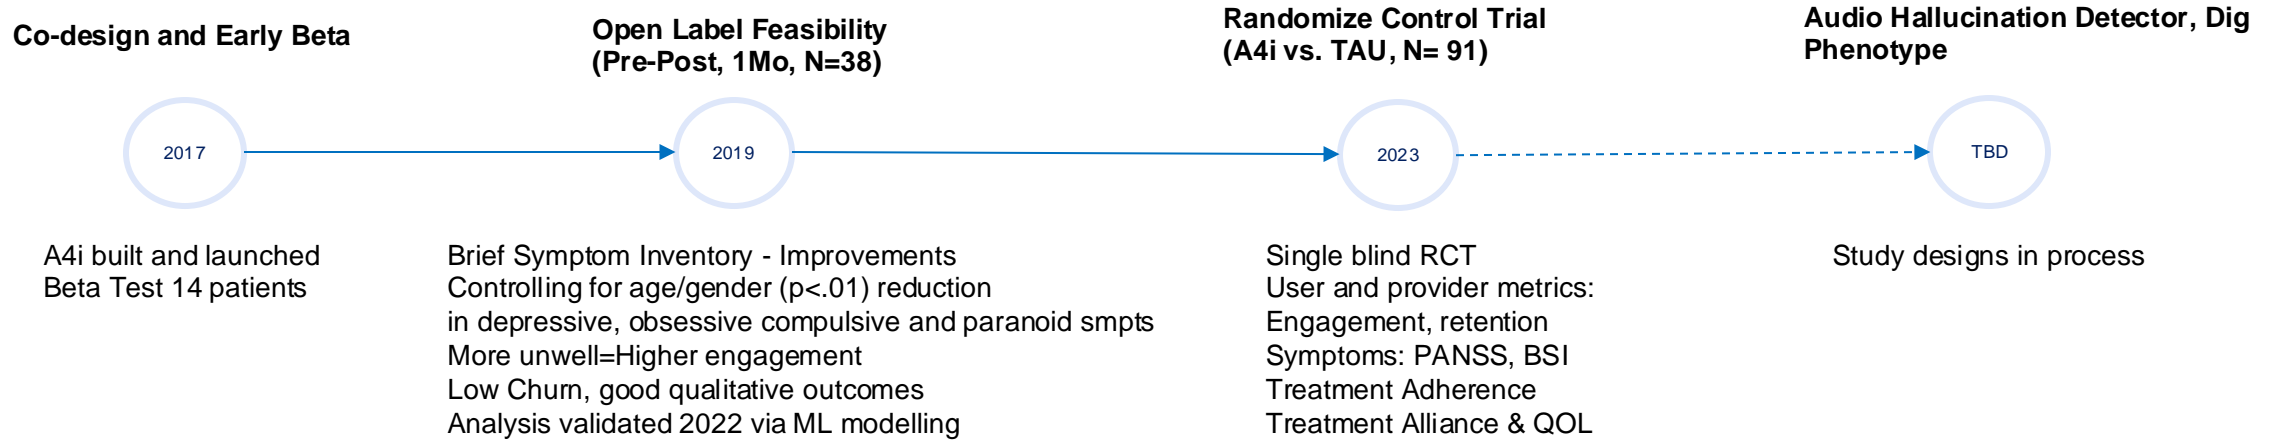 Co-design and Early Beta
Open Label Feasibility
(Pre-Post, 1Mo, N=38)
Randomize Control Trial
(A4i vs. TAU, N= 91)
Audio Hallucination Detector, Dig
Phenotype
2017
2019
2023
TBD
A4i built and launched
Beta Test 14 patients
Brief Symptom Inventory - Improvements
Controlling for age/gender (p<.01) reduction
in depressive, obsessive compulsive and paranoid smpts
More unwell=Higher engagement
Low Churn, good qualitative outcomes
Analysis validated 2022 via ML modelling
Single blind RCT
User and provider metrics:
Engagement, retention
Symptoms: PANSS, BSI
Treatment Adherence
Treatment Alliance & QOL
Study designs in process